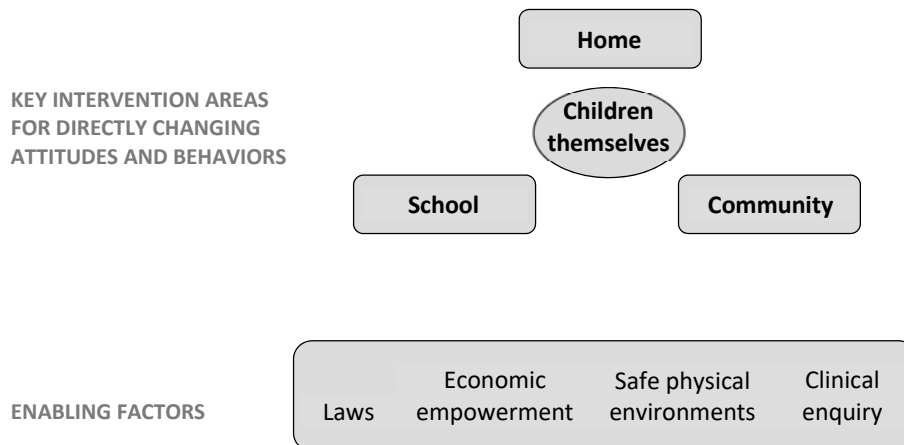 Home
KEY INTERVENTION AREAS
FOR DIRECTLY CHANGING
ATTITUDES AND BEHAVIORS
Children
themselves
School
Community
ENABLING FACTORS
Laws
Economic
empowerment
Safe physical
environments
Clinical
enquiry